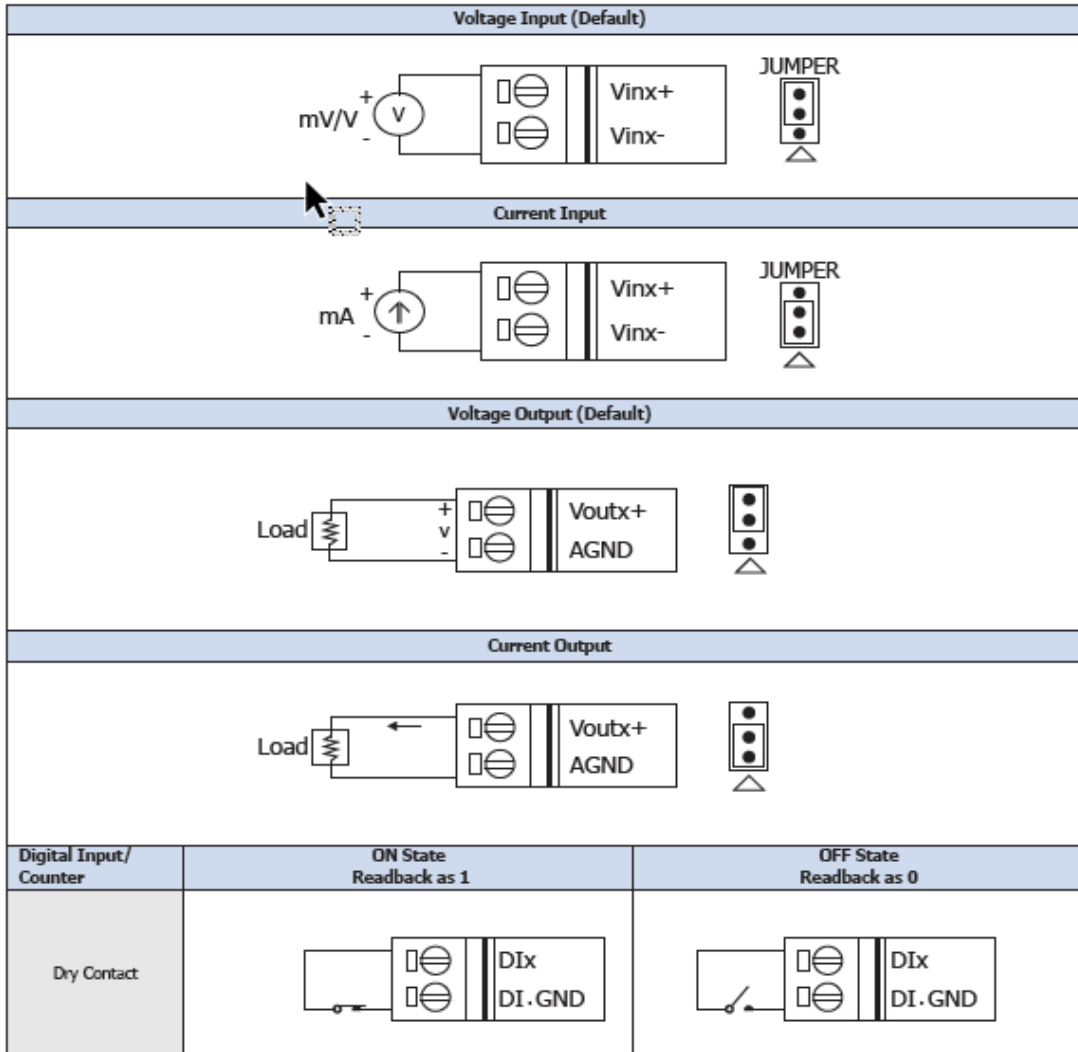 Voltage Input (Default)
JUMPER
+
mV/V
V
-
Vinx+
Vinx-
Current Input
JUMPER
+
mA
-
Vinx+
Vinx-
Voltage Output (Default)
Load
+
v
-
Voutx+
AGND
Current Output
Load
Voutx+
AGND
Digital Input/
Counter
ON State
Readback as 1
OFF State
Readback as 0
Dry Contact
DIx
DI.GND
DIx
DI.GND